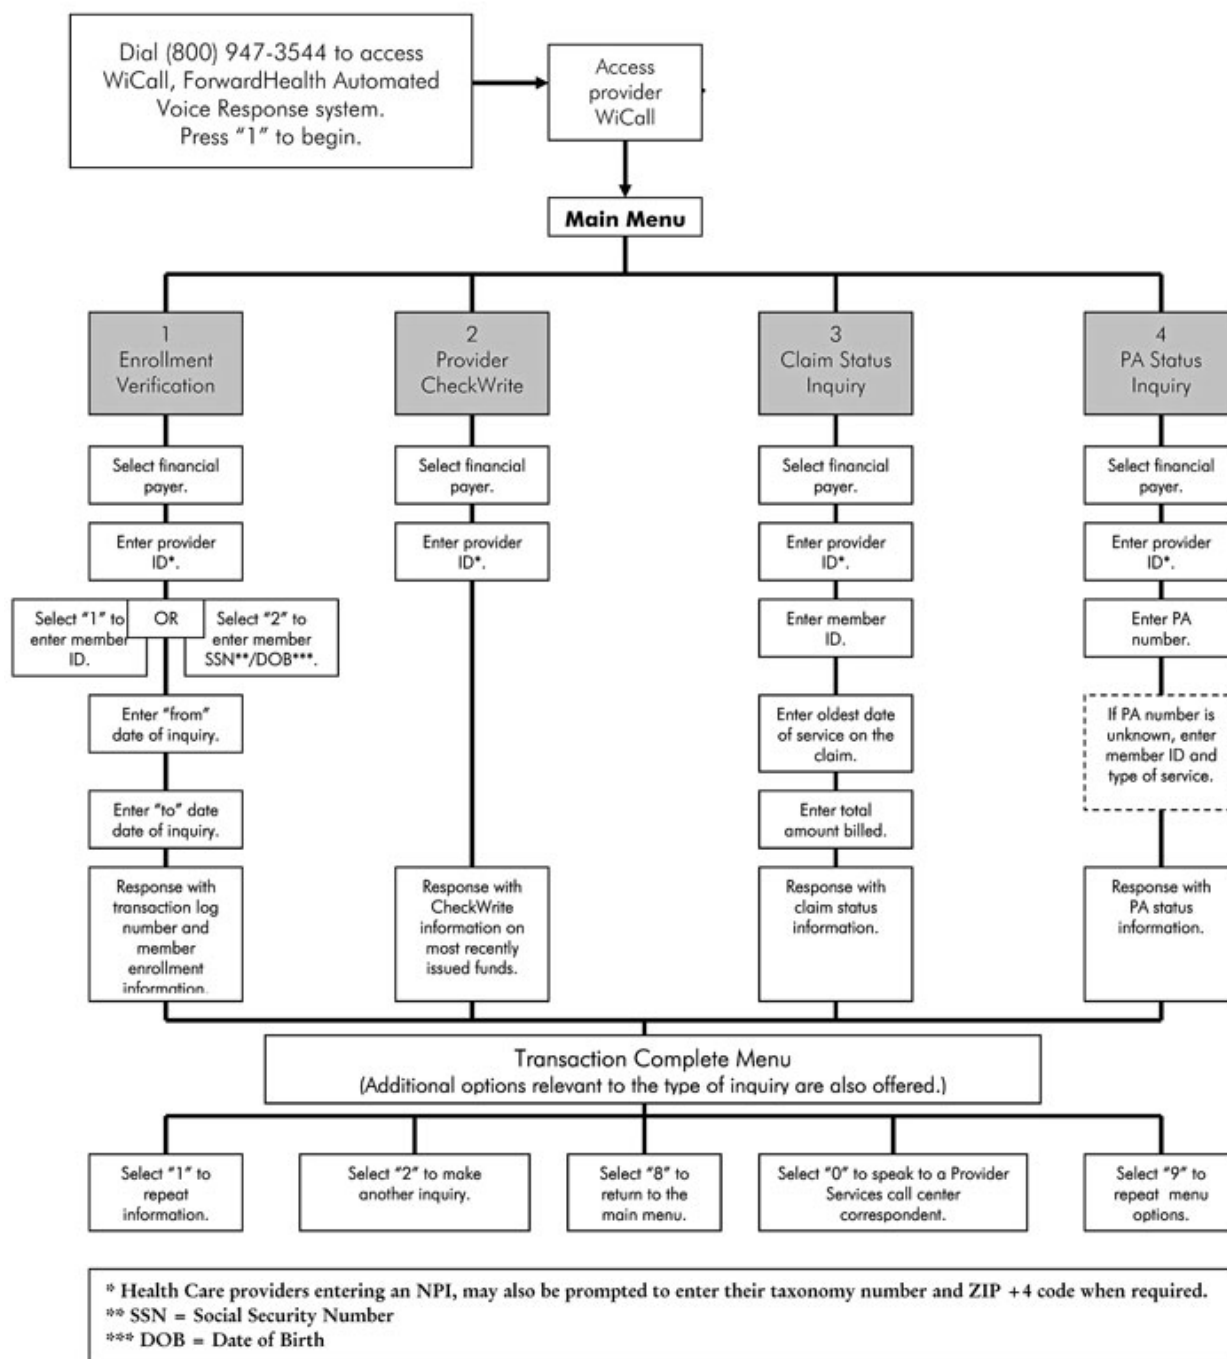 Dial (800) 947-3544 to access
WiCall, ForwardHealth Automated
Voice Response system.
Press "1" to begin.
Access
provider
WiCall
Main Menu
1
Enrollment
Verification
Select financial
payer.
Enter provider
ID*.
Select "1" to
enter member
ID.
OR
Select "2" to
enter member
SSN**/DOB***.
Enter "from"
date of inquiry.
Enter "to" date
date of inquiry.
Response with
transaction log
number and
member
enrollment
information.
2
Provider
CheckWrite
Select financial
payer.
Enter provider
ID*.
Response with
CheckWrite
information on
most recently
issued funds.
3
Claim Status
Inquiry
Select financial
payer.
Enter provider
ID*.
Enter member
ID.
Enter oldest date
of service on the
claim.
Enter total
amount billed.
Response with
claim status
information.
4
PA Status
Inquiry
Select financial
payer.
Enter provider
ID*.
Enter PA
number.
If PA number is
unknown, enter
member ID and
type of service.
Response with
PA status
information.
Transaction Complete Menu
(Additional options relevant to the type of inquiry are also offered.)
Select "1" to
repeat
information.
Select "2" to make
another inquiry.
Select "8" to
return to the
main menu.
Select "0" to speak to a Provider
Services call center
correspondent.
Select "9" to
repeat menu
options.
* Health Care providers entering an NPI, may also be prompted to enter their taxonomy number and ZIP +4 code when required.
** SSN = Social Security Number
*** DOB = Date of Birth